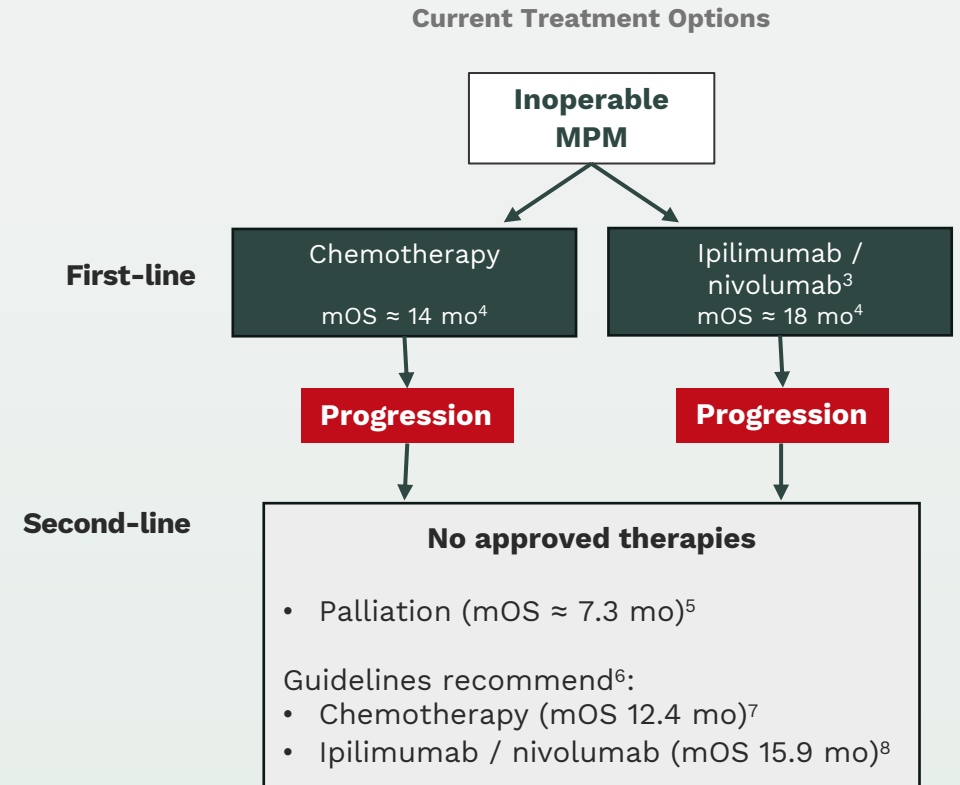 Current Treatment Options
Inoperable
MPM
First-line
Chemotherapy
mOS ≈ 14 mo⁴
Ipilimumab /
nivolumab³
mOS ≈ 18 mo⁴
Progression
Progression
Second-line
No approved therapies
• Palliation (mOS ≈ 7.3 mo)⁵
Guidelines recommend⁶:
• Chemotherapy (mOS 12.4 mo)⁷
• Ipilimumab / nivolumab (mOS 15.9 mo)⁸